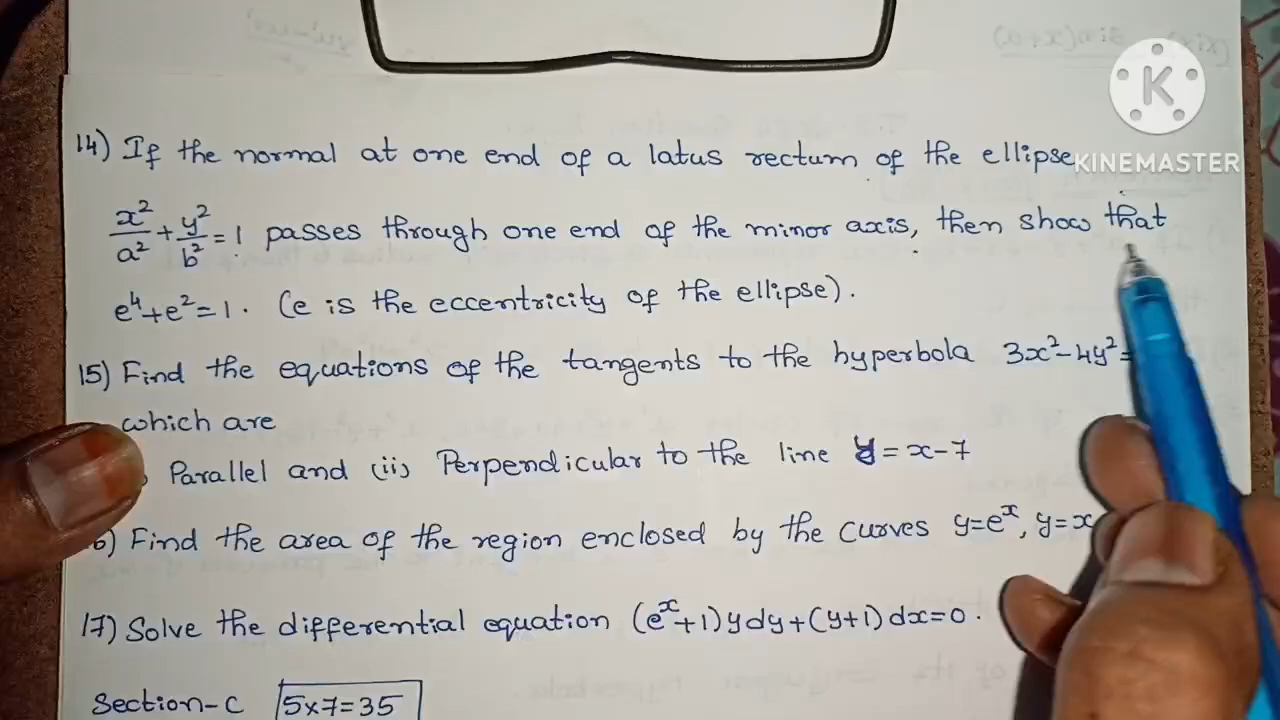 14) If the normal at one end of a latus rectum of the ellipse
KINEMASTER
x²/a² + y²/b² = 1 passes through one end of the minor axis, then show that
e⁴+e²=1. (e is the eccentricity of the ellipse).
15) Find the equations of the tangents to the hyperbola 3x²-4y²=
which are
Parallel and (ii) Perpendicular to the line y=x-7
6) Find the area of the region enclosed by the curves y=eˣ, y=x
17) Solve the differential equation (eˣ+1)ydy+(y+1)dx=0.
Section-C 5x7=35